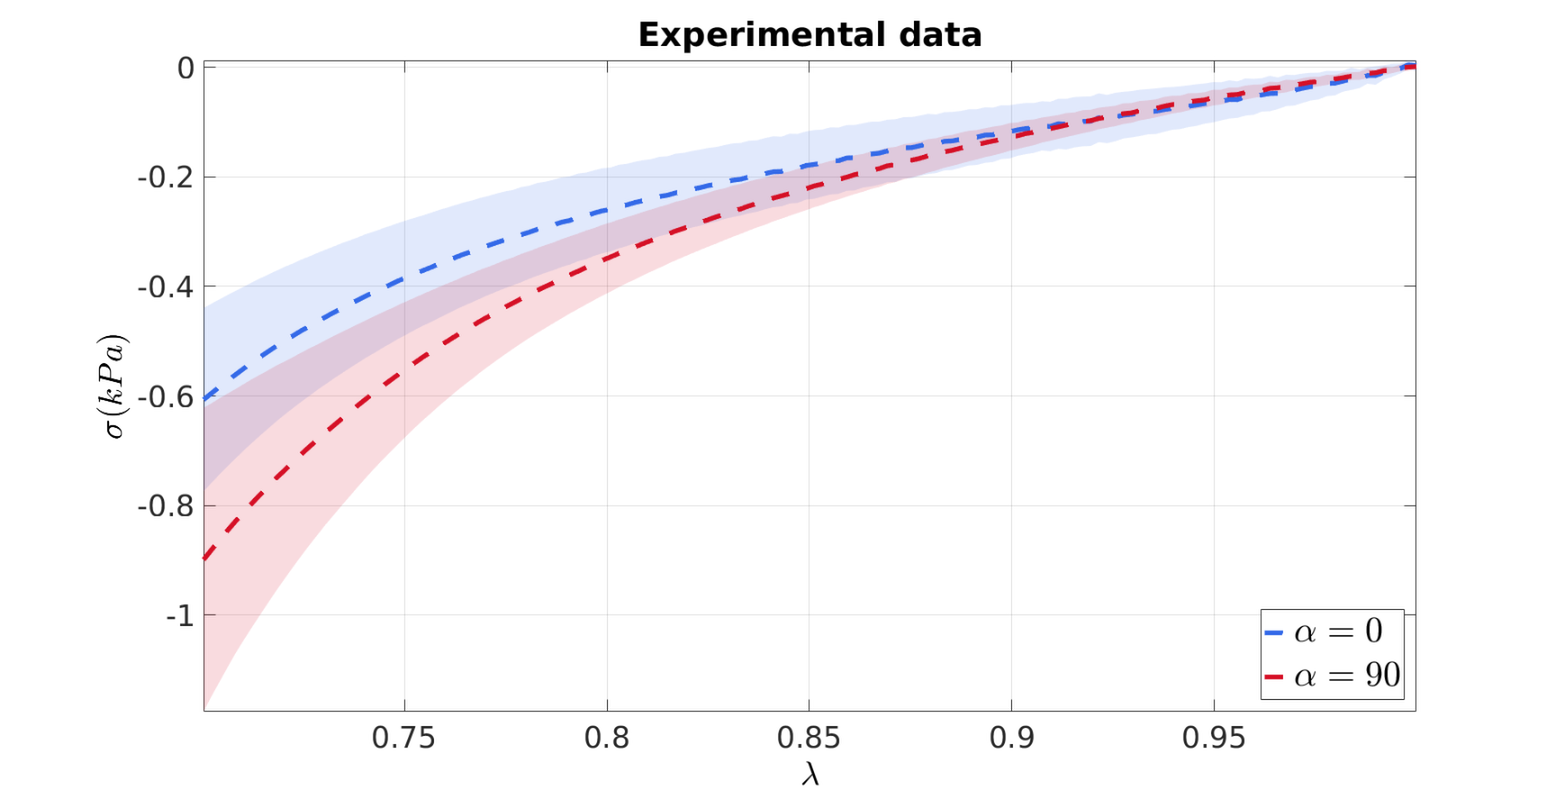 Experimental data
0
-0.2
-0.4
-0.6
-0.8
-1
σ(kPa)
0.75
0.8
0.85
0.9
0.95
λ
α = 0
α = 90